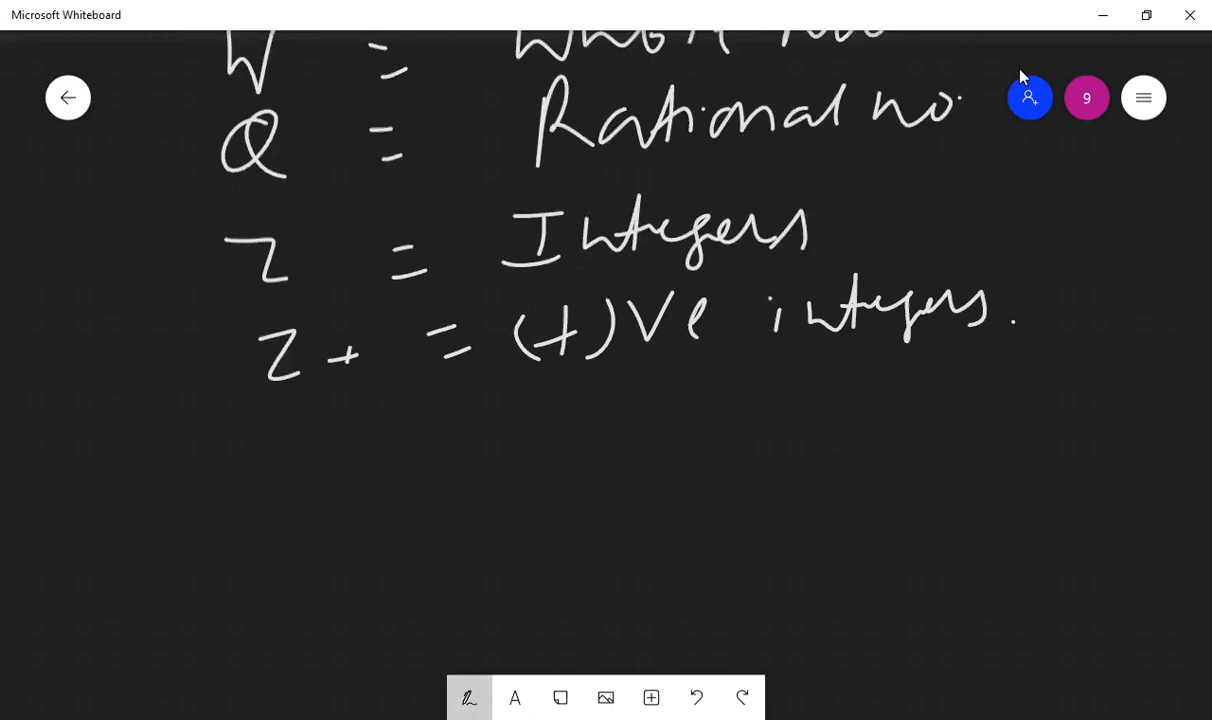 Microsoft Whiteboard
9
W =
Q = Rational no.
Z = Integers
Z+ = (+)ve integers.
A